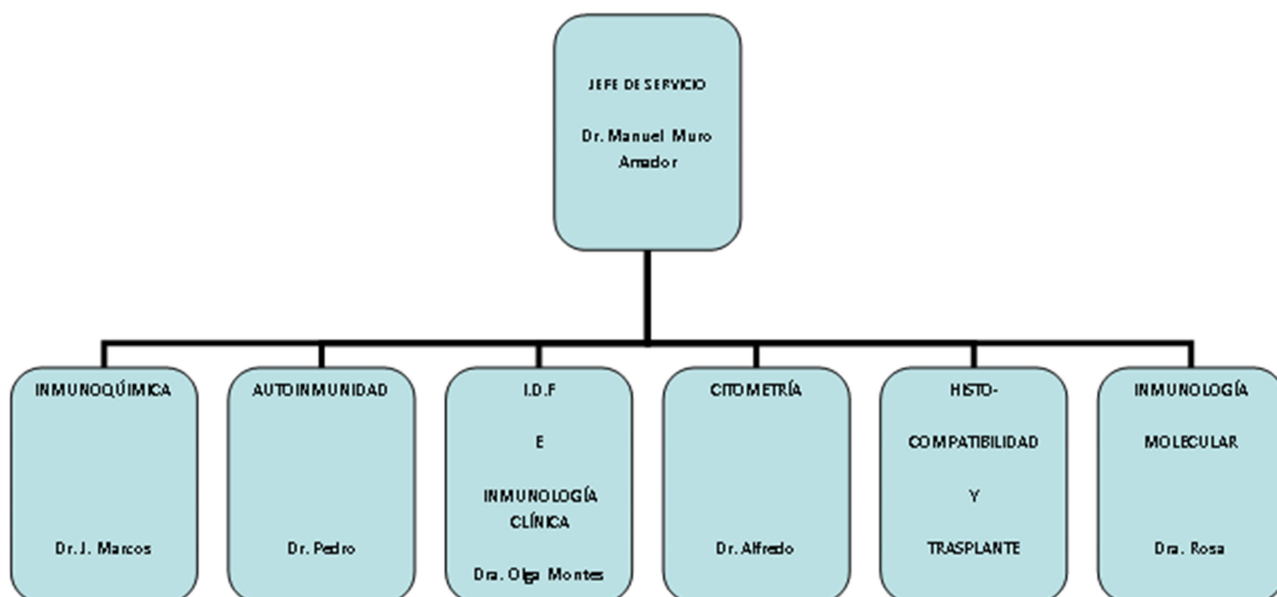 JEFE DE SERVICIO
Dr. Manuel Muro
Amador
INMUNOQÚIMICA
Dr. J. Marcos
AUTOINMUNIDAD
Dr. Pedro
I.D.F
E
INMUNOLOGÍA
CLÍNICA
Dra. Olga Montes
CITOMETRÍA
Dr. Alfredo
HISTO-
COMPATIBILIDAD
Y
TRASPLANTE
INMUNOLOGÍA
MOLECULAR
Dra. Rosa